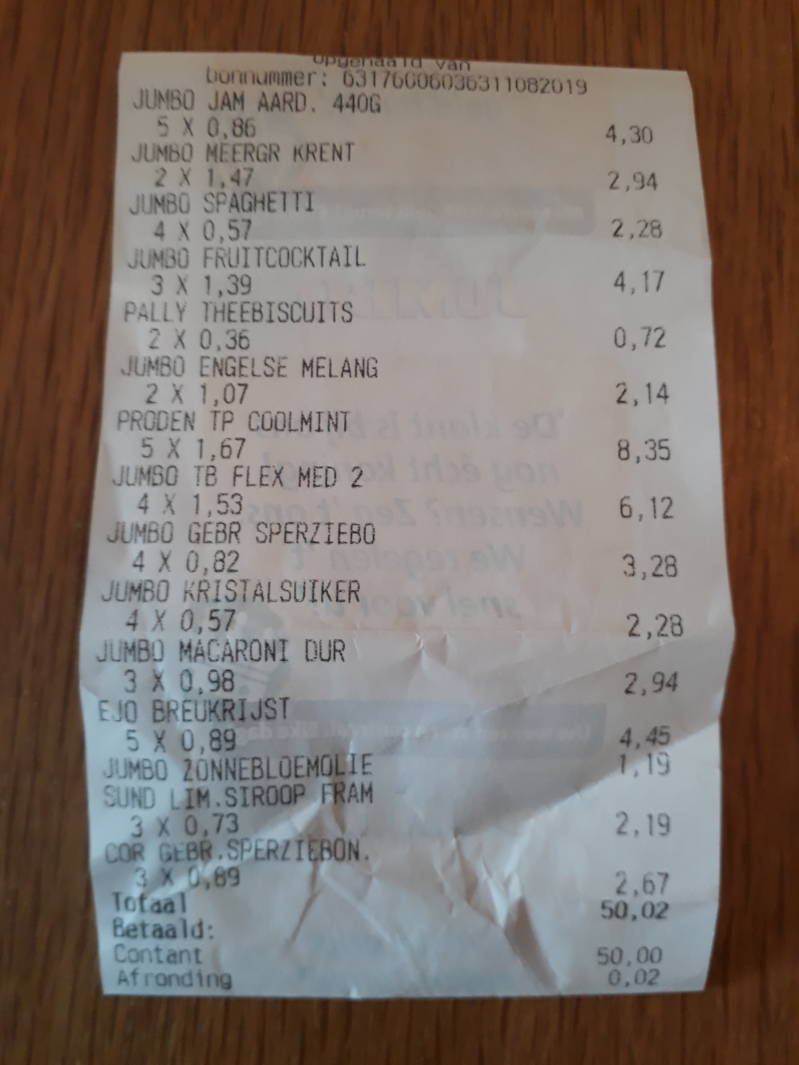 opgehaald van
bonnummer: 63176006036311082019
JUMBO JAM AARD. 440G
5 X 0,86 4,30
JUMBO MEERGR KRENT
2 X 1,47 2,94
JUMBO SPAGHETTI
4 X 0,57 2,28
JUMBO FRUITCOCKTAIL
3 X 1,39 4,17
PALLY THEEBISCUITS
2 X 0,36 0,72
JUMBO ENGELSE MELANG
2 X 1,07 2,14
PRODEN TP COOLMINT
5 X 1,67 8,35
JUMBO TB FLEX MED 2
4 X 1,53 6,12
JUMBO GEBR SPERZIEBO
4 X 0,82 3,28
JUMBO KRISTALSUIKER
4 X 0,57 2,28
JUMBO MACARONI DUR
3 X 0,98 2,94
EJO BREUKRIJST
5 X 0,89 4,45
JUMBO ZONNEBLOEMOLIE 1,19
SUND LIM.SIROOP FRAM
3 X 0,73 2,19
COR GEBR.SPERZIEBON.
3 X 0,89 2,67
Totaal 50,02
Betaald:
Contant 50,00
Afronding 0,02